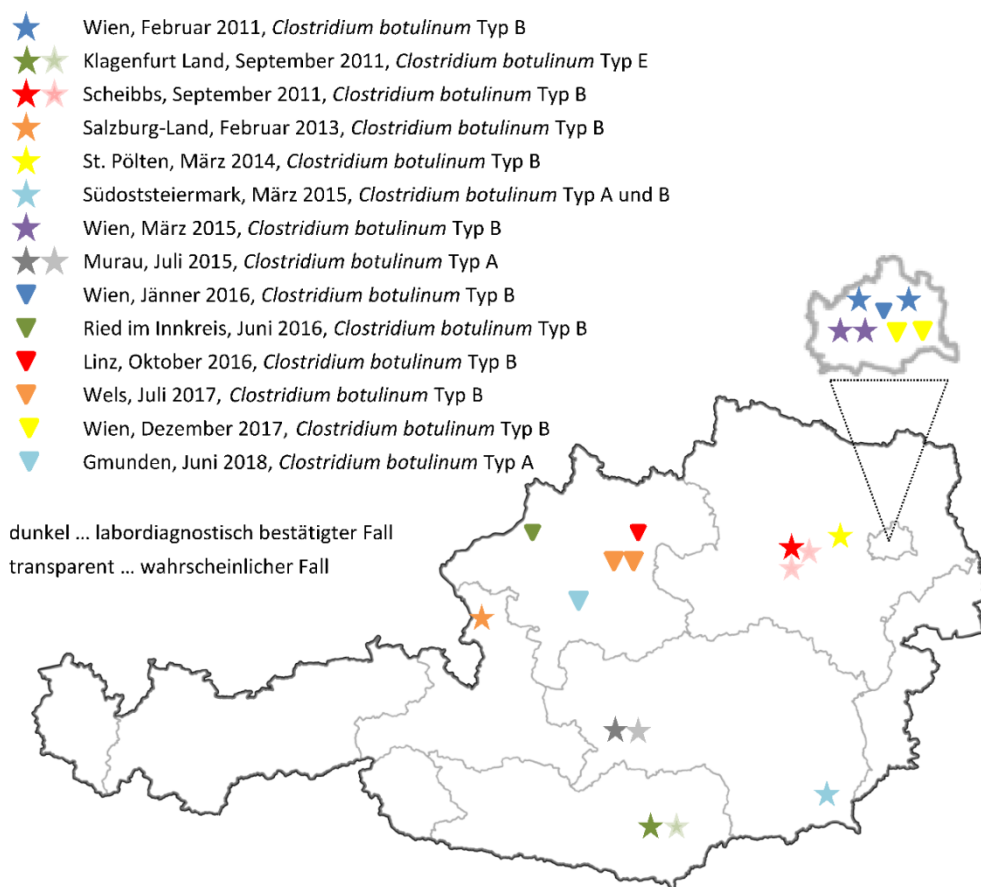 Wien, Februar 2011, Clostridium botulinum Typ B
Klagenfurt Land, September 2011, Clostridium botulinum Typ E
Scheibbs, September 2011, Clostridium botulinum Typ B
Salzburg-Land, Februar 2013, Clostridium botulinum Typ B
St. Pölten, März 2014, Clostridium botulinum Typ B
Südoststeiermark, März 2015, Clostridium botulinum Typ A und B
Wien, März 2015, Clostridium botulinum Typ B
Murau, Juli 2015, Clostridium botulinum Typ A
Wien, Jänner 2016, Clostridium botulinum Typ B
Ried im Innkreis, Juni 2016, Clostridium botulinum Typ B
Linz, Oktober 2016, Clostridium botulinum Typ B
Wels, Juli 2017, Clostridium botulinum Typ B
Wien, Dezember 2017, Clostridium botulinum Typ B
Gmunden, Juni 2018, Clostridium botulinum Typ A
dunkel ... labordiagnostisch bestätigter Fall
transparent ... wahrscheinlicher Fall